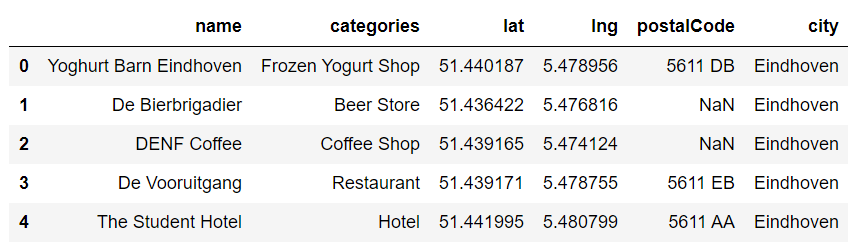 name categories lat lng postalCode city
0 Yoghurt Barn Eindhoven Frozen Yogurt Shop 51.440187 5.478956 5611 DB Eindhoven
1 De Bierbrigadier Beer Store 51.436422 5.476816 NaN Eindhoven
2 DENF Coffee Coffee Shop 51.439165 5.474124 NaN Eindhoven
3 De Vooruitgang Restaurant 51.439171 5.478755 5611 EB Eindhoven
4 The Student Hotel Hotel 51.441995 5.480799 5611 AA Eindhoven